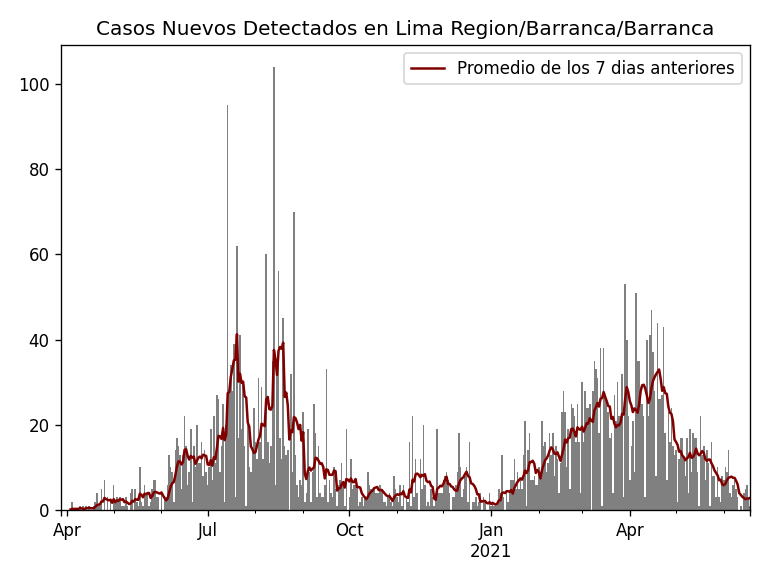 Casos Nuevos Detectados en Lima Region/Barranca/Barranca
Promedio de los 7 dias anteriores
100
80
60
40
20
0
Apr Jul Oct Jan Apr
2021